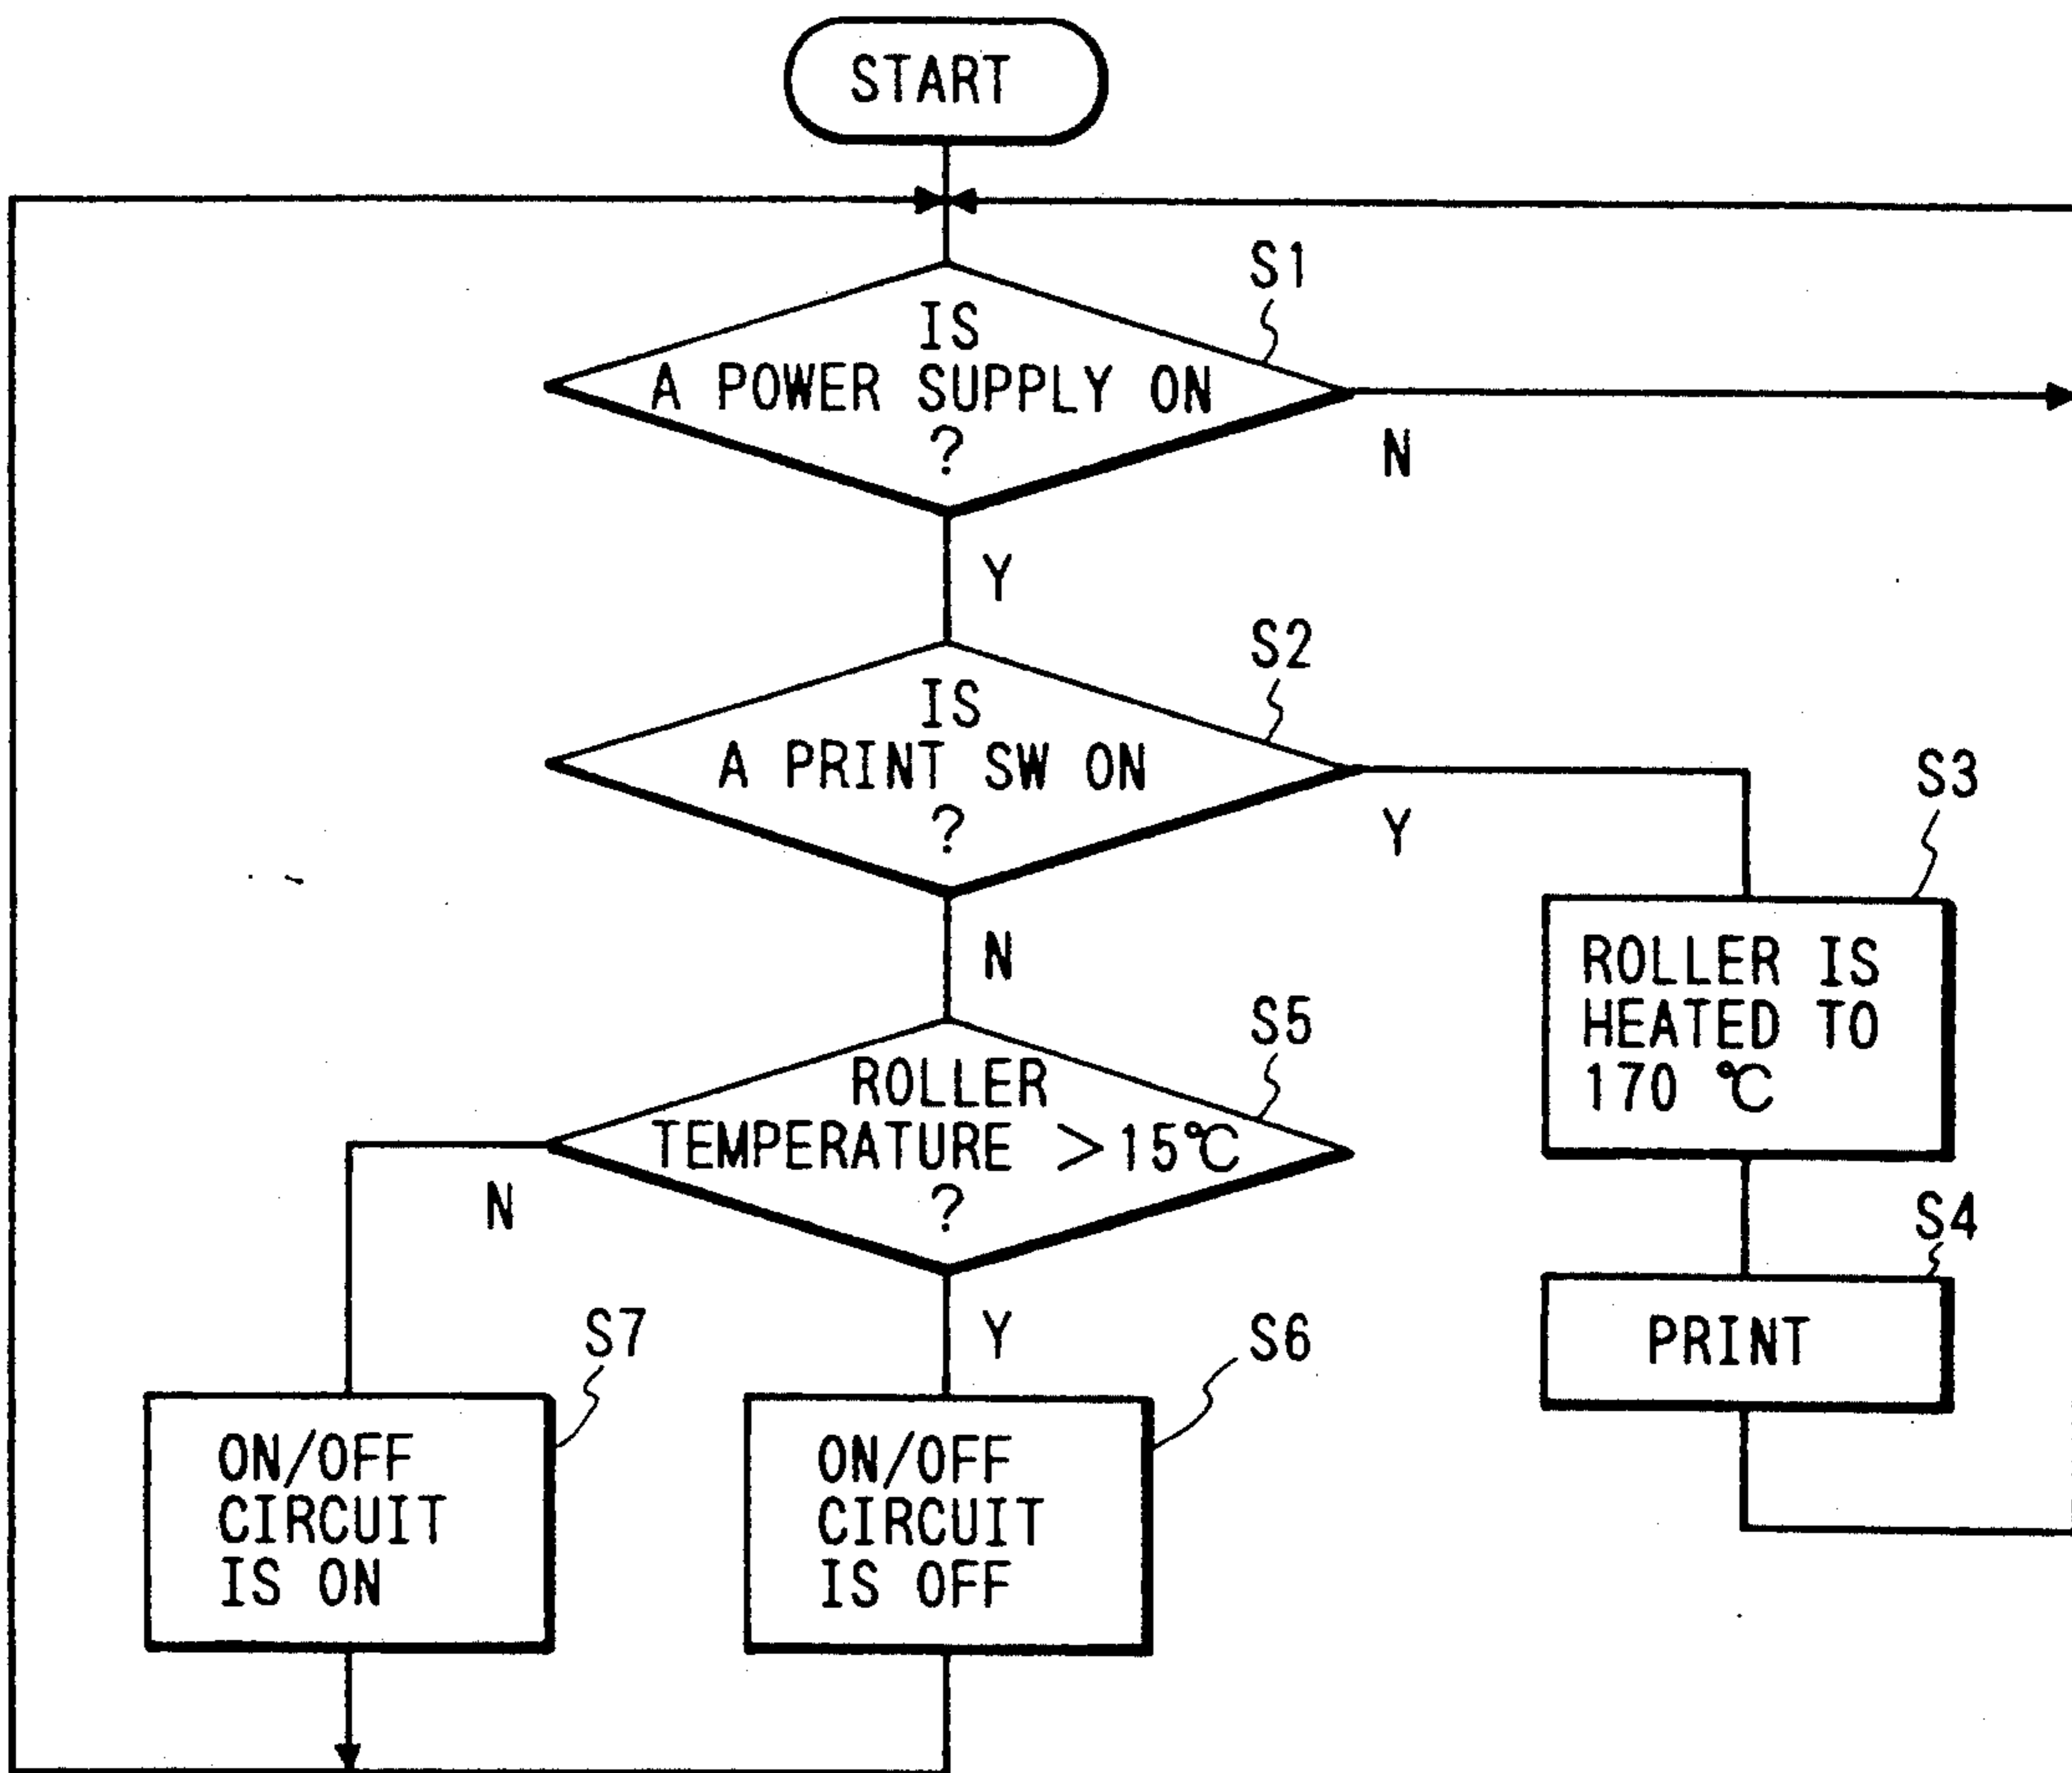 START
S1
IS
A POWER SUPPLY ON
?
N
Y
S2
IS
A PRINT SW ON
?
Y
N
S3
ROLLER IS
HEATED TO
170 ℃
S4
PRINT
S5
ROLLER
TEMPERATURE >15℃
?
N
Y
S7
ON/OFF
CIRCUIT
IS ON
S6
ON/OFF
CIRCUIT
IS OFF